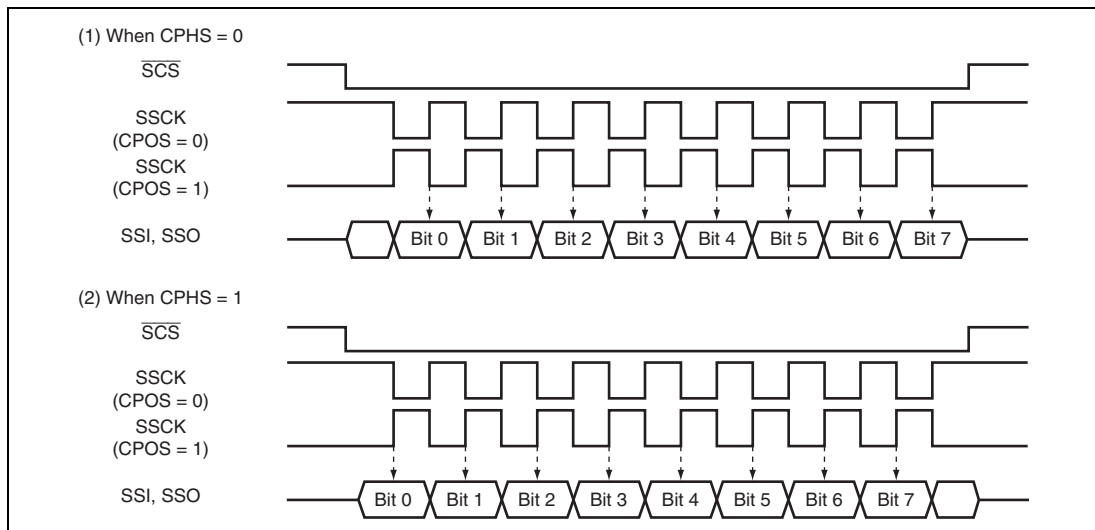 (1) When CPHS = 0
SCS
SSCK
(CPOS = 0)
SSCK
(CPOS = 1)
SSI, SSO
Bit 0 Bit 1 Bit 2 Bit 3 Bit 4 Bit 5 Bit 6 Bit 7
(2) When CPHS = 1
SCS
SSCK
(CPOS = 0)
SSCK
(CPOS = 1)
SSI, SSO
Bit 0 Bit 1 Bit 2 Bit 3 Bit 4 Bit 5 Bit 6 Bit 7